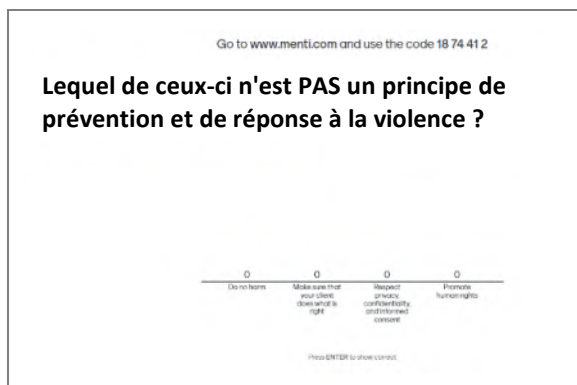 Go to www.menti.com and use the code 18 74 41 2
Lequel de ceux-ci n'est PAS un principe de
prévention et de réponse à la violence ?
0 0 0 0
Do no harm
Make sure that
your client
does what is
right
Respect
privacy,
confidentiality,
and informed
consent
Promote
human rights
Press ENTER to show correct